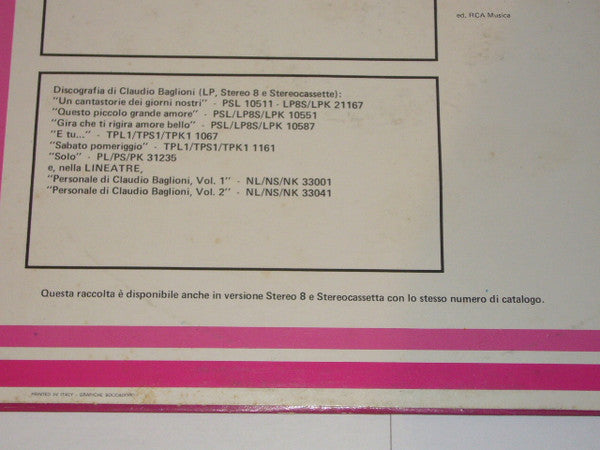 ed. RCA Musica
Discografia di Claudio Baglioni (LP, Stereo 8 e Stereocassette):
"Un cantastorie dei giorni nostri" - PSL 10511 - LP8S/LPK 21167
"Questo piccolo grande amore" - PSL/LP8S/LPK 10551
"Gira che ti rigira amore bello" - PSL/LP8S/LPK 10587
"E tu..." - TPL1/TPS1/TPK1 1067
"Sabato pomeriggio" - TPL1/TPS1/TPK1 1161
"Solo" - PL/PS/PK 31235
e, nella LINEATRE,
"Personale di Claudio Baglioni, Vol. 1" - NL/NS/NK 33001
"Personale di Claudio Baglioni, Vol. 2" - NL/NS/NK 33041
Questa raccolta è disponibile anche in versione Stereo 8 e Stereocassetta con lo stesso numero di catalogo.
PRINTED IN ITALY - GRAFICHE